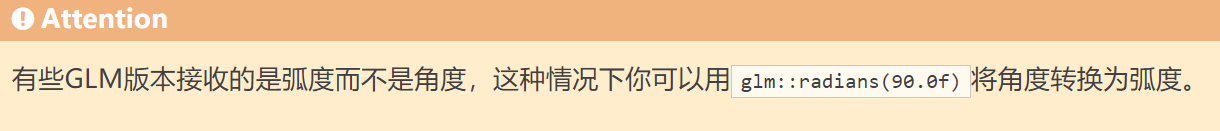 Attention
有些GLM版本接收的是弧度而不是角度，这种情况下你可以用glm::radians(90.0f)将角度转换为弧度。